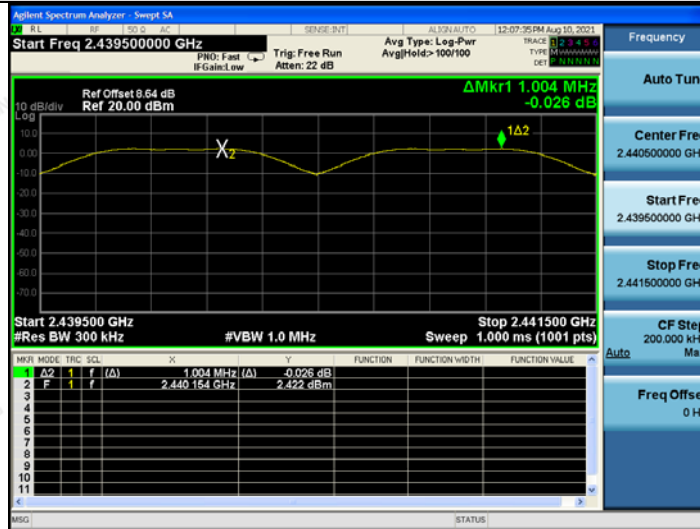 Agilent Spectrum Analyzer - Swept SA
RL RF 50 Ω AC SENSE:INT ALIGN AUTO 12:07:35 PM Aug 10, 2021
Start Freq 2.439500000 GHz
PNO: Fast
IFGain:Low
Trig: Free Run
Atten: 22 dB
Avg Type: Log-Pwr
Avg|Hold:>100/100
TRACE 1 2 3 4 5 6
TYPE M
DET P N N N N N
ΔMkr1 1.004 MHz
-0.026 dB
Ref Offset 8.64 dB
10 dB/div Ref 20.00 dBm
Log
10.0
0.00
-10.0
-20.0
-30.0
-40.0
-50.0
-60.0
-70.0
X2
1Δ2
Start 2.439500 GHz Stop 2.441500 GHz
#Res BW 300 kHz #VBW 1.0 MHz Sweep 1.000 ms (1001 pts)
MKR MODE TRC SCL X Y FUNCTION FUNCTION WIDTH FUNCTION VALUE
1 Δ2 1 f (Δ) 1.004 MHz (Δ) -0.026 dB
2 F 1 f 2.440 154 GHz 2.422 dBm
3
4
5
6
7
8
9
10
11
MSG STATUS
Frequency
Auto Tun
Center Fre
2.440500000 GH
Start Fre
2.439500000 GH
Stop Fre
2.441500000 GH
CF Ste
200.000 kH
Auto Ma
Freq Offse
0 H